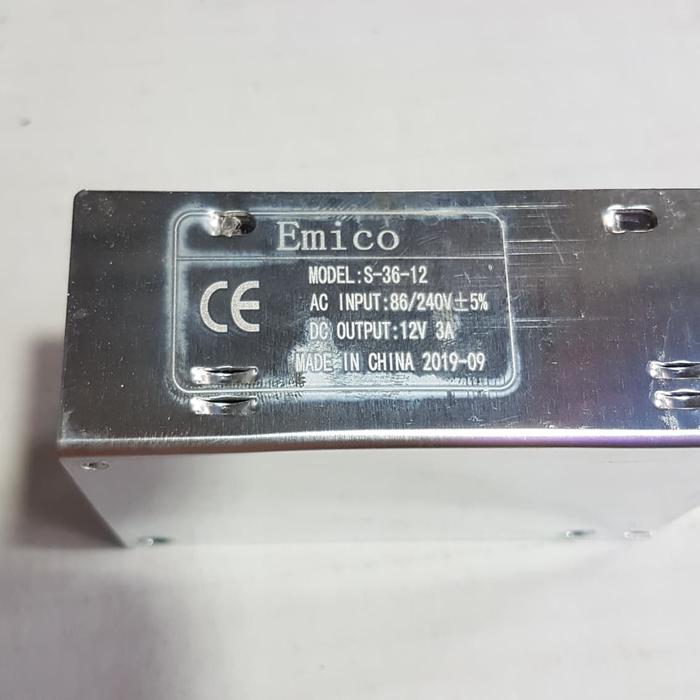 Emico
MODEL:S-36-12
CE
AC INPUT:86/240V±5%
DC OUTPUT:12V 3A
MADE IN CHINA 2019-09